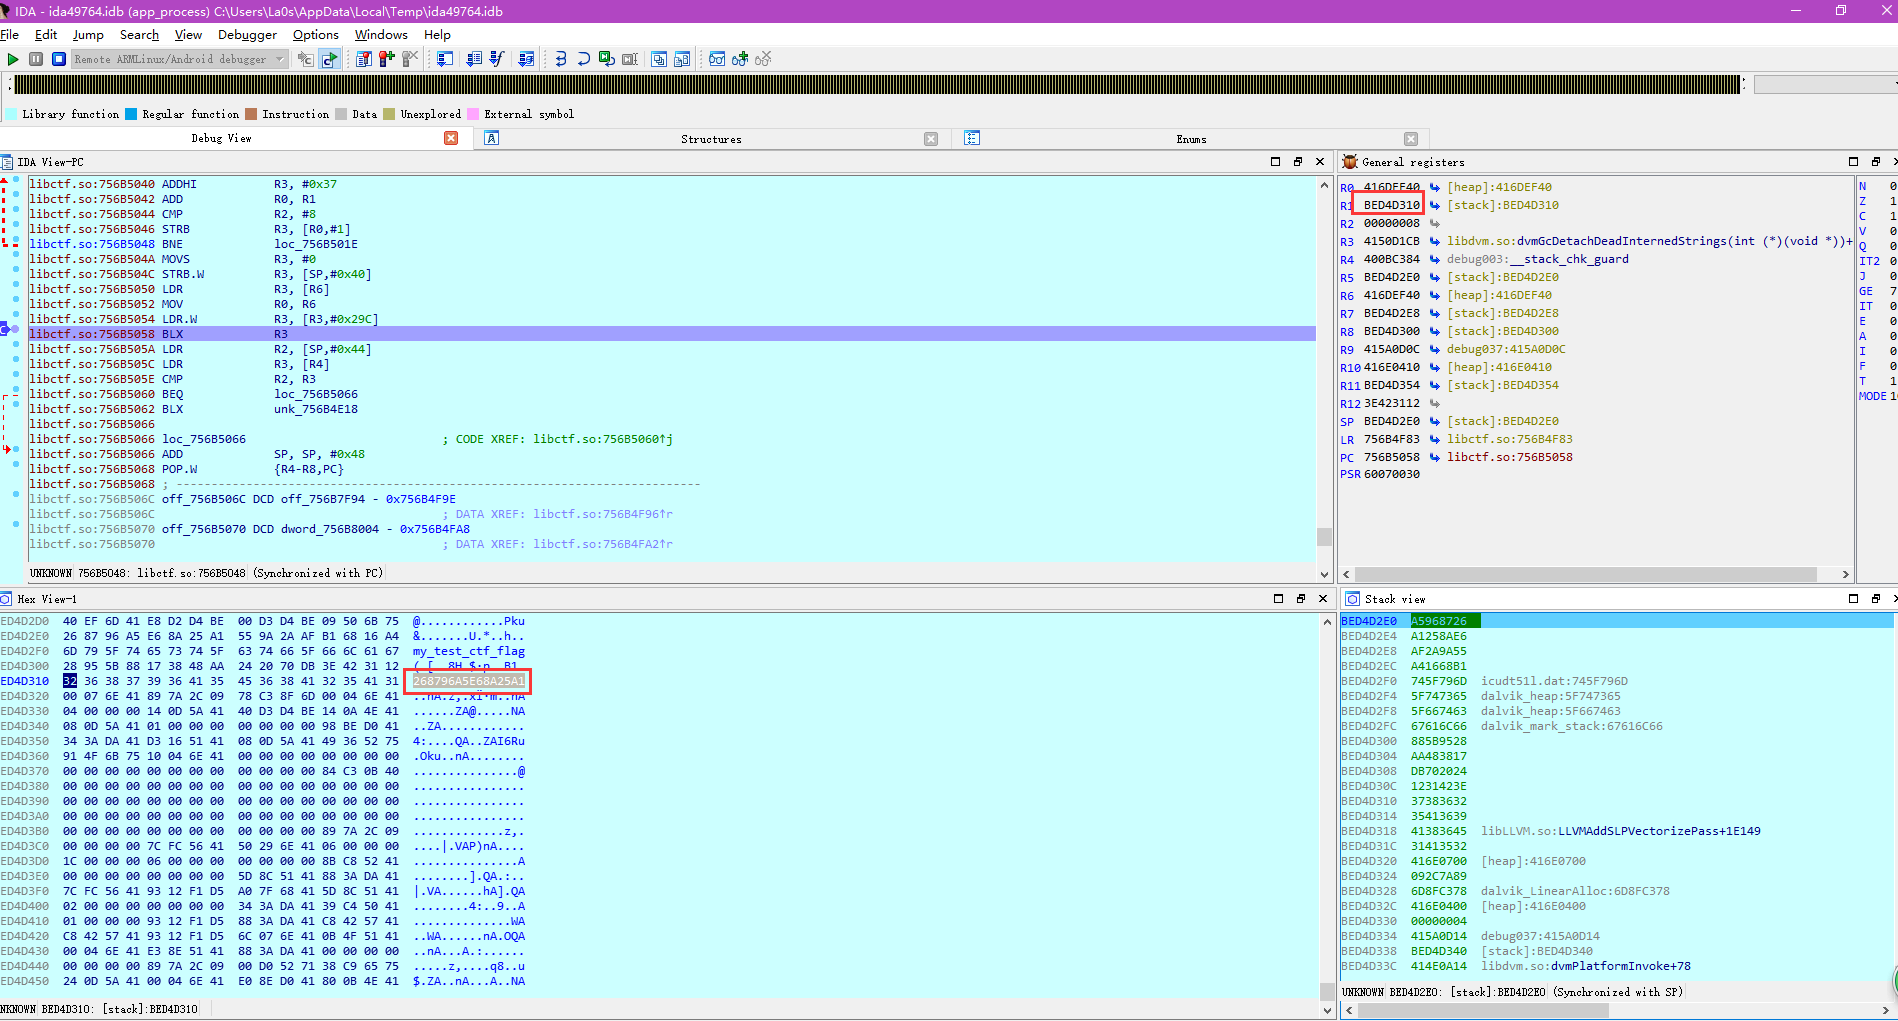 IDA - ida49764.idb (app_process) C:\Users\La0s\AppData\Local\Temp\ida49764.idb
File Edit Jump Search View Debugger Options Windows Help
Remote ARMLinux/Android debugger
Library function Regular function Instruction Data Unexplored External symbol
Debug View Structures Enums
IDA View-PC
libctf.so:756B5040 ADDHI R3, #0x37
libctf.so:756B5042 ADD R0, R1
libctf.so:756B5044 CMP R2, #8
libctf.so:756B5046 STRB R3, [R0,#1]
libctf.so:756B5048 BNE loc_756B501E
libctf.so:756B504A MOVS R3, #0
libctf.so:756B504C STRB.W R3, [SP,#0x40]
libctf.so:756B5050 LDR R3, [R6]
libctf.so:756B5052 MOV R0, R6
libctf.so:756B5054 LDR.W R3, [R3,#0x29C]
libctf.so:756B5058 BLX R3
libctf.so:756B505A LDR R2, [SP,#0x44]
libctf.so:756B505C LDR R3, [R4]
libctf.so:756B505E CMP R2, R3
libctf.so:756B5060 BEQ loc_756B5066
libctf.so:756B5062 BLX unk_756B4E18
libctf.so:756B5066
libctf.so:756B5066 loc_756B5066 ; CODE XREF: libctf.so:756B5060↑j
libctf.so:756B5066 ADD SP, SP, #0x48
libctf.so:756B5068 POP.W {R4-R8,PC}
libctf.so:756B5068 ; ---------------------------------------------------------------------------
libctf.so:756B506C off_756B506C DCD off_756B7F94 - 0x756B4F9E
libctf.so:756B506C ; DATA XREF: libctf.so:756B4F96↑r
libctf.so:756B5070 off_756B5070 DCD dword_756B8004 - 0x756B4FA8
libctf.so:756B5070 ; DATA XREF: libctf.so:756B4FA2↑r
UNKNOWN 756B5048: libctf.so:756B5048 (Synchronized with PC)
General registers
R0 416DEF40 [heap]:416DEF40
R1 BED4D310 [stack]:BED4D310
R2 00000008
R3 4150D1CB libdvm.so:dvmGcDetachDeadInternedStrings(int (*)(void *))+
R4 400BC384 debug003:__stack_chk_guard
R5 BED4D2E0 [stack]:BED4D2E0
R6 416DEF40 [heap]:416DEF40
R7 BED4D2E8 [stack]:BED4D2E8
R8 BED4D300 [stack]:BED4D300
R9 415A0D0C debug037:415A0D0C
R10 416E0410 [heap]:416E0410
R11 BED4D354 [stack]:BED4D354
R12 3E423112
SP BED4D2E0 [stack]:BED4D2E0
LR 756B4F83 libctf.so:756B4F83
PC 756B5058 libctf.so:756B5058
PSR 60070030
N 0
Z 1
C 1
V 0
Q 0
IT2 0
J 0
GE 7
IT 0
E 0
A 0
I 0
F 0
T 1
MODE 1
Hex View-1
ED4D2D0 40 EF 6D 41 E8 D2 D4 BE 00 D3 D4 BE 09 50 6B 75 @............Pku
ED4D2E0 26 87 96 A5 E6 8A 25 A1 55 9A 2A AF B1 68 16 A4 &.......U.*..h..
ED4D2F0 6D 79 5F 74 65 73 74 5F 63 74 66 5F 66 6C 61 67 my_test_ctf_flag
ED4D300 28 95 5B 88 17 38 48 AA 24 20 70 DB 3E 42 31 12
ED4D310 32 36 38 37 39 36 41 35 45 36 38 41 32 35 41 31 268796A5E68A25A1
ED4D320 00 07 6E 41 89 7A 2C 09 78 C3 8F 6D 00 04 6E 41
ED4D330 04 00 00 00 14 0D 5A 41 40 D3 D4 BE 14 0A 4E 41 ......ZA@.....NA
ED4D340 08 0D 5A 41 01 00 00 00 00 00 00 00 98 BE D0 41 ..ZA............
ED4D350 34 3A DA 41 D3 16 51 41 08 0D 5A 41 49 36 52 75 4:....QA..ZAI6Ru
ED4D360 91 4F 6B 75 10 04 6E 41 00 00 00 00 00 00 00 00 .Oku..nA........
ED4D370 00 00 00 00 00 00 00 00 00 00 00 00 84 C3 0B 40 ...............@
ED4D380 00 00 00 00 00 00 00 00 00 00 00 00 00 00 00 00 ................
ED4D390 00 00 00 00 00 00 00 00 00 00 00 00 00 00 00 00 ................
ED4D3A0 00 00 00 00 00 00 00 00 00 00 00 00 00 00 00 00 ................
ED4D3B0 00 00 00 00 00 00 00 00 00 00 00 00 89 7A 2C 09 .............z,.
ED4D3C0 00 00 00 00 7C FC 56 41 50 29 6E 41 06 00 00 00 ....|.VAP)nA....
ED4D3D0 1C 00 00 00 06 00 00 00 00 00 00 00 8B C8 52 41 ...............A
ED4D3E0 00 00 00 00 00 00 00 00 5D 8C 51 41 88 3A DA 41 ........].QA.:..
ED4D3F0 7C FC 56 41 93 12 F1 D5 A0 7F 68 41 5D 8C 51 41 |.VA......hA].QA
ED4D400 02 00 00 00 00 00 00 00 34 3A DA 41 39 C4 50 41 ........4:..9..A
ED4D410 01 00 00 00 93 12 F1 D5 88 3A DA 41 C8 42 57 41 ..............WA
ED4D420 C8 42 57 41 93 12 F1 D5 6C 07 6E 41 0B 4F 51 41 ..WA......nA.OQA
ED4D430 00 04 6E 41 E3 8E 51 41 88 3A DA 41 00 00 00 00 ..nA...A.:......
ED4D440 00 00 00 00 89 7A 2C 09 00 D0 52 71 38 C9 65 75 .....z,....q8..u
ED4D450 24 0D 5A 41 00 04 6E 41 E0 8E D0 41 80 0B 4E 41 $.ZA..nA...A..NA
NKNOWN BED4D310: [stack]:BED4D310
Stack view
BED4D2E0 A5968726
BED4D2E4 A1258AE6
BED4D2E8 AF2A9A55
BED4D2EC A41668B1
BED4D2F0 745F796D icudt51l.dat:745F796D
BED4D2F4 5F747365 dalvik_heap:5F747365
BED4D2F8 5F667463 dalvik_heap:5F667463
BED4D2FC 67616C66 dalvik_mark_stack:67616C66
BED4D300 885B9528
BED4D304 AA483817
BED4D308 DB702024
BED4D30C 1231423E
BED4D310 37383632
BED4D314 35413639
BED4D318 41383645 libLLVM.so:LLVMAddSLPVectorizePass+1E149
BED4D31C 31413532
BED4D320 416E0700 [heap]:416E0700
BED4D324 092C7A89
BED4D328 6D8FC378 dalvik_LinearAlloc:6D8FC378
BED4D32C 416E0400 [heap]:416E0400
BED4D330 00000004
BED4D334 415A0D14 debug037:415A0D14
BED4D338 BED4D340 [stack]:BED4D340
BED4D33C 414E0A14 libdvm.so:dvmPlatformInvoke+78
UNKNOWN BED4D2E0: [stack]:BED4D2E0 (Synchronized with SP)